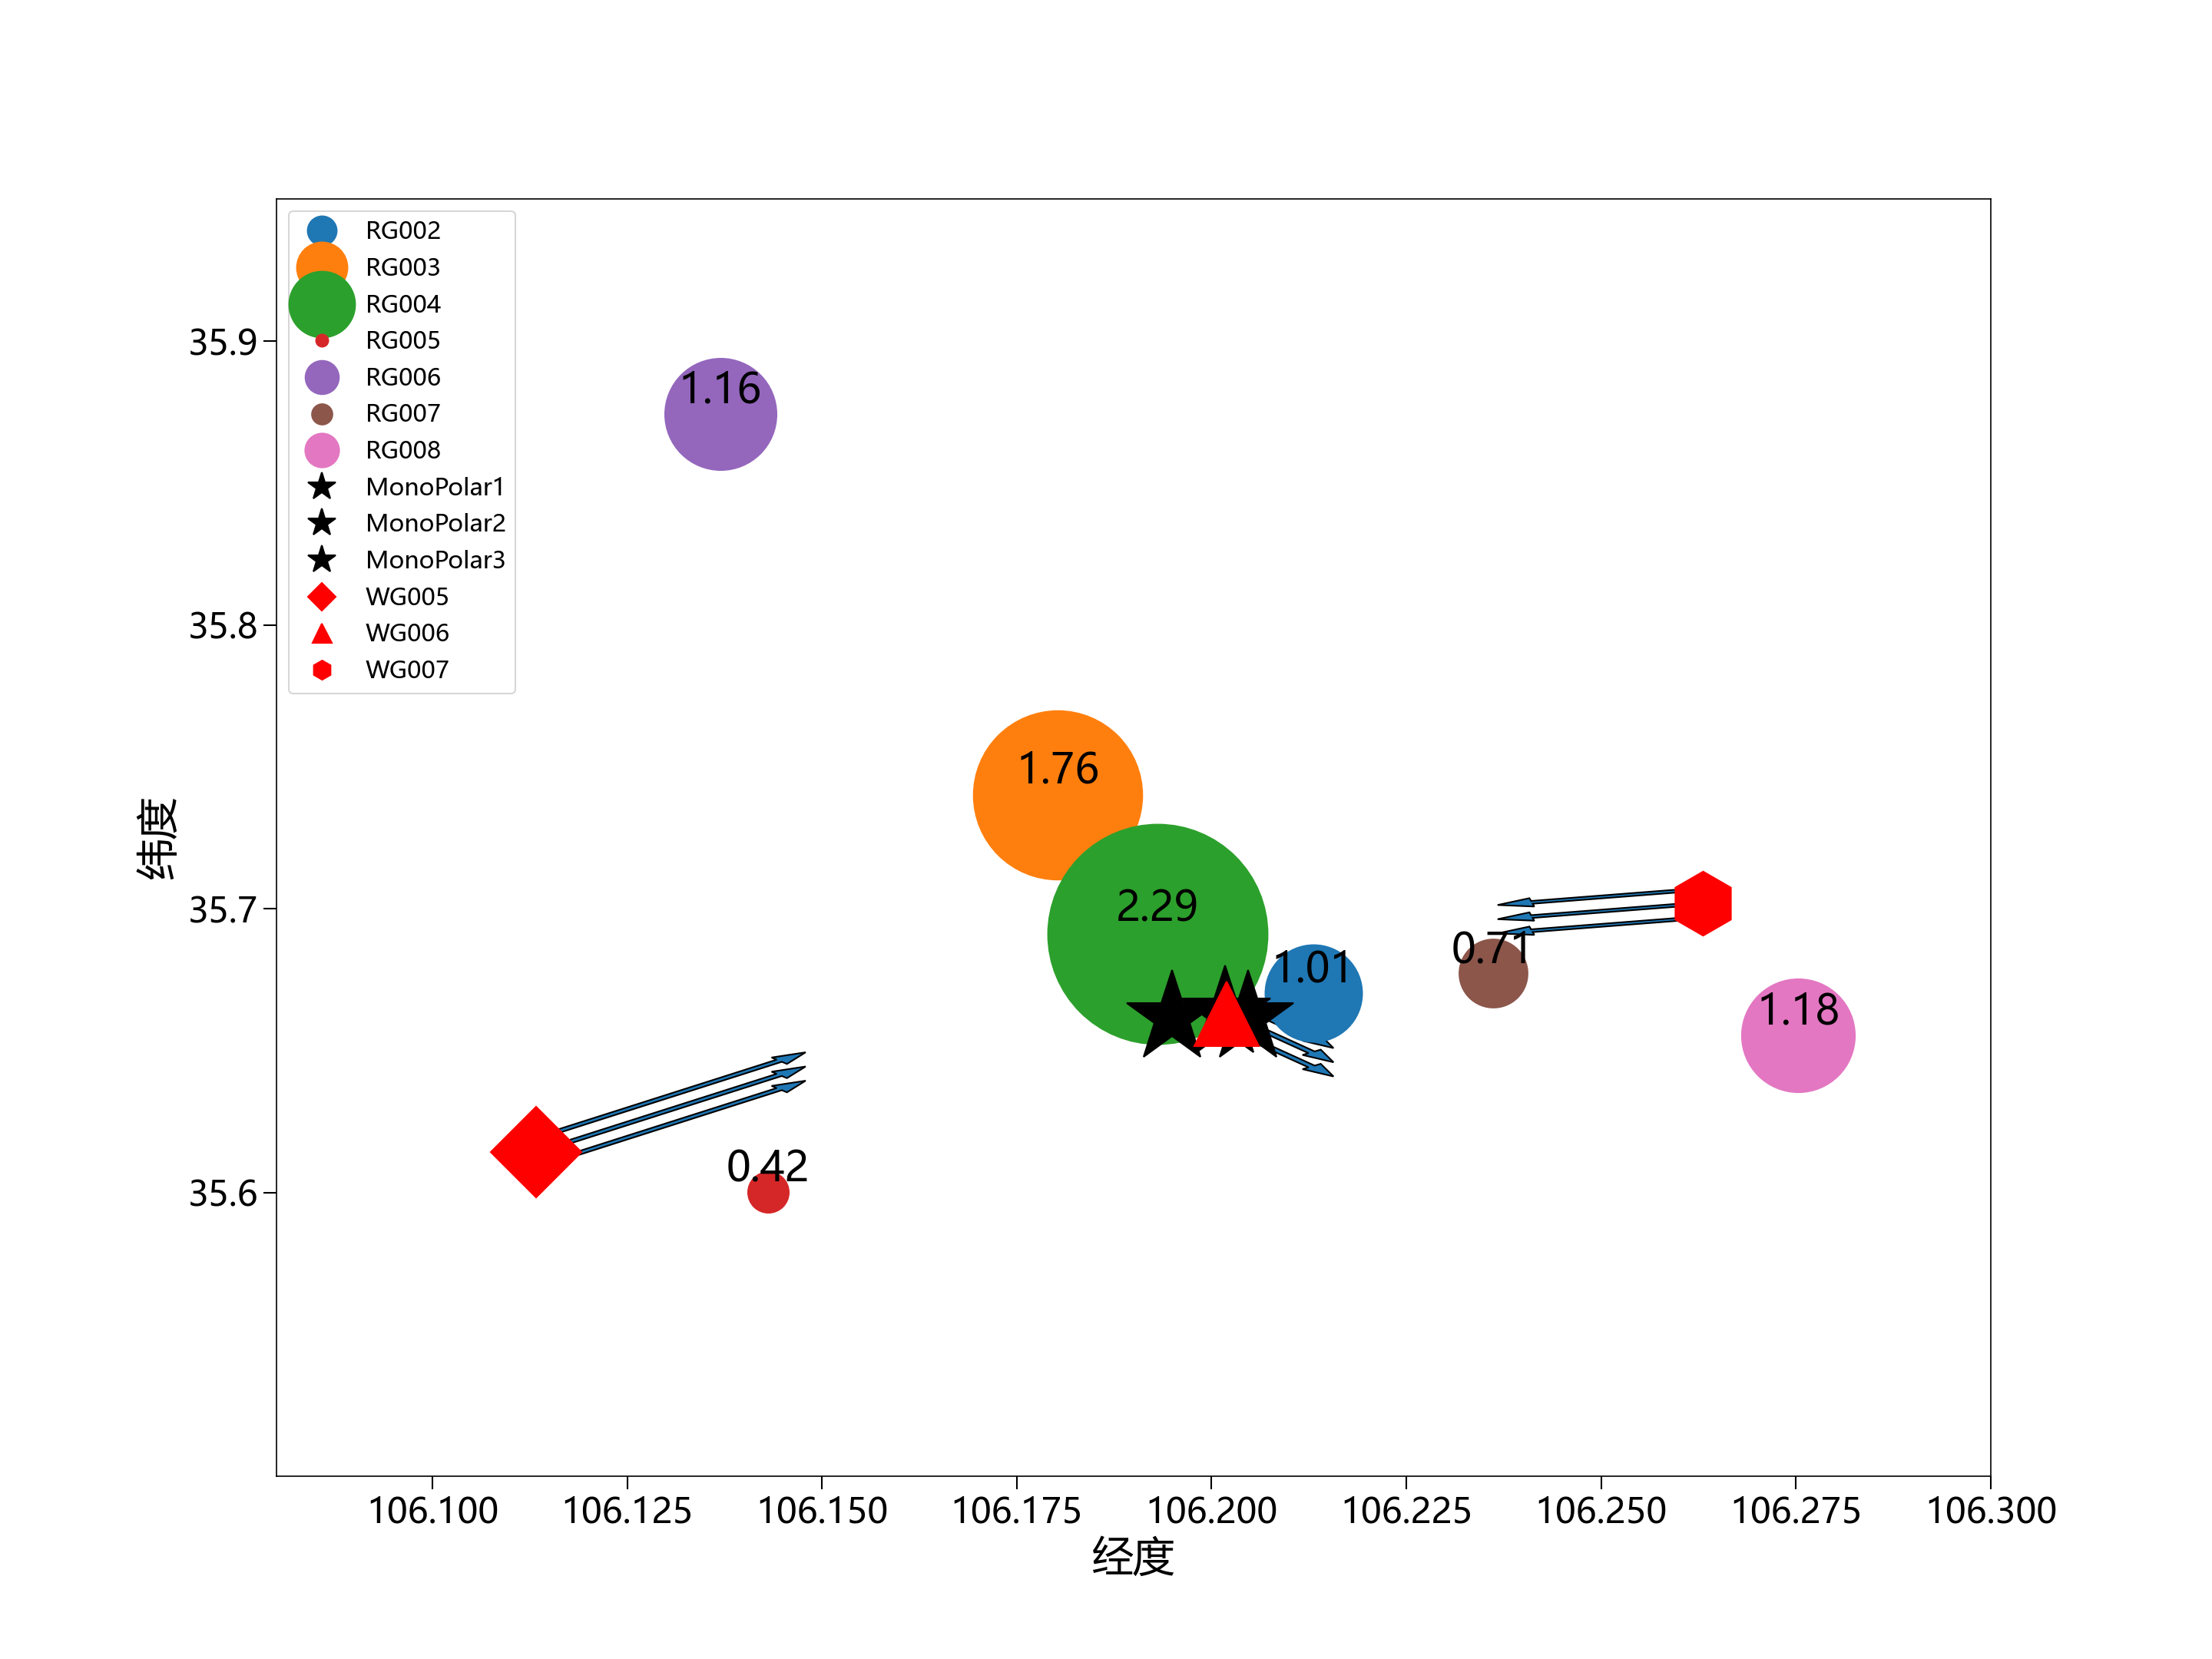 RG002
RG003
RG004
RG005
RG006
RG007
RG008
MonoPolar1
MonoPolar2
MonoPolar3
WG005
WG006
WG007
35.9
35.8
35.7
35.6
纬度
1.16
1.76
2.29
1.01
0.71
1.18
0.42
106.100
106.125
106.150
106.175
106.200
106.225
106.250
106.275
106.300
经度